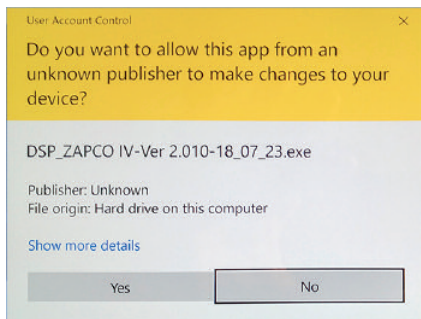 User Account Control
Do you want to allow this app from an
unknown publisher to make changes to your
device?
DSP_ZAPCO IV-Ver 2.010-18_07_23.exe
Publisher: Unknown
File origin: Hard drive on this computer
Show more details
Yes
No